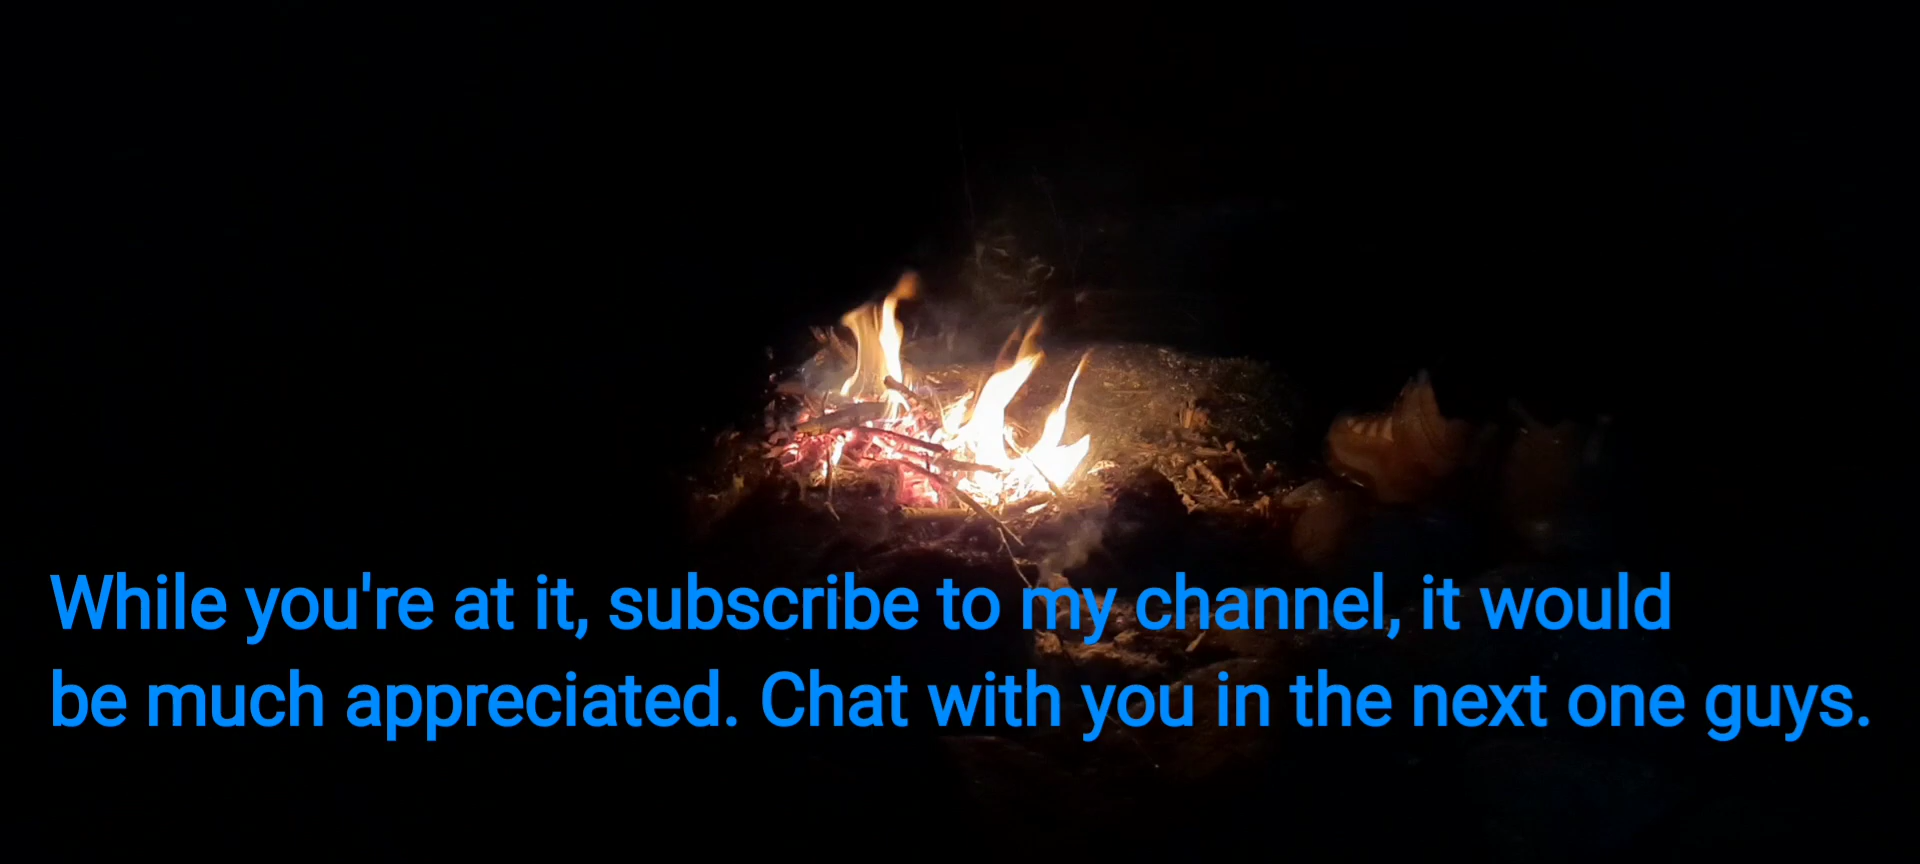 While you're at it, subscribe to my channel, it would
be much appreciated. Chat with you in the next one guys.